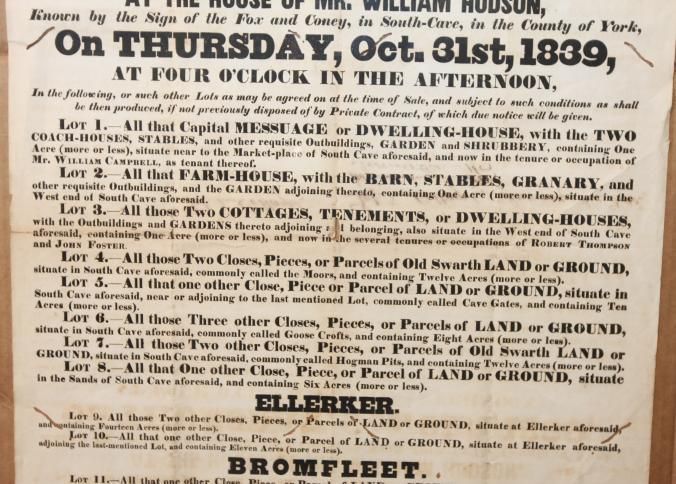 AT THE HOUSE OF MR. WILLIAM HUDSON,
Known by the Sign of the Fox and Coney, in South-Cave, in the County of York,
On THURSDAY, Oct. 31st, 1839,
AT FOUR O'CLOCK IN THE AFTERNOON,
In the following, or such other Lots as may be agreed on at the time of Sale, and subject to such conditions as shall
be then produced, if not previously disposed of by Private Contract, of which due notice will be given.
LOT 1.—All that Capital MESSUAGE or DWELLING-HOUSE, with the TWO
COACH-HOUSES, STABLES, and other requisite Outbuildings, GARDEN and SHRUBBERY, containing One
Acre (more or less), situate near to the Market-place of South Cave aforesaid, and now in the tenure or occupation of
Mr. WILLIAM CAMPBELL, as tenant thereof.
LOT 2.—All that FARM-HOUSE, with the BARN, STABLES, GRANARY, and
other requisite Outbuildings, and the GARDEN adjoining thereto, containing One Acre (more or less), situate in the
West end of South Cave aforesaid.
LOT 3.—All those Two COTTAGES, TENEMENTS, or DWELLING-HOUSES,
with the Outbuildings and GARDENS thereto adjoining belonging, also situate in the West end of South Cave
aforesaid, containing One Acre (more or less), and now in the several tenures or occupations of ROBERT THOMPSON
and JOHN FOSTER.
LOT 4.—All those Two Closes, Pieces, or Parcels of Old Swarth LAND or GROUND,
situate in South Cave aforesaid, commonly called the Moors, and containing Twelve Acres (more or less).
LOT 5.—All that one other Close, Piece or Parcel of LAND or GROUND, situate in
South Cave aforesaid, near or adjoining to the last mentioned Lot, commonly called Cave Gates, and containing Ten
Acres (more or less).
LOT 6.—All those Three other Closes, Pieces, or Parcels of LAND or GROUND,
situate in South Cave aforesaid, commonly called Goose Crofts, and containing Eight Acres (more or less).
LOT 7.—All those Two other Closes, Pieces, or Parcels of Old Swarth LAND or
GROUND, situate in South Cave aforesaid, commonly called Hogman Pits, and containing Twelve Acres (more or less).
LOT 8.—All that One other Close, Piece, or Parcel of LAND or GROUND, situate
in the Sands of South Cave aforesaid, and containing Six Acres (more or less).
ELLERKER.
LOT 9. All those Two other Closes, Pieces, or Parcels of LAND or GROUND, situate at Ellerker aforesaid,
and containing Fourteen Acres (more or less).
LOT 10.—All that one other Close, Piece, or Parcel of LAND or GROUND, situate at Ellerker aforesaid,
adjoining the last-mentioned Lot, and containing Eleven Acres (more or less).
BROMFLEET.
LOT 11.—All that one other Close, Piece, or Parcel of LAND or